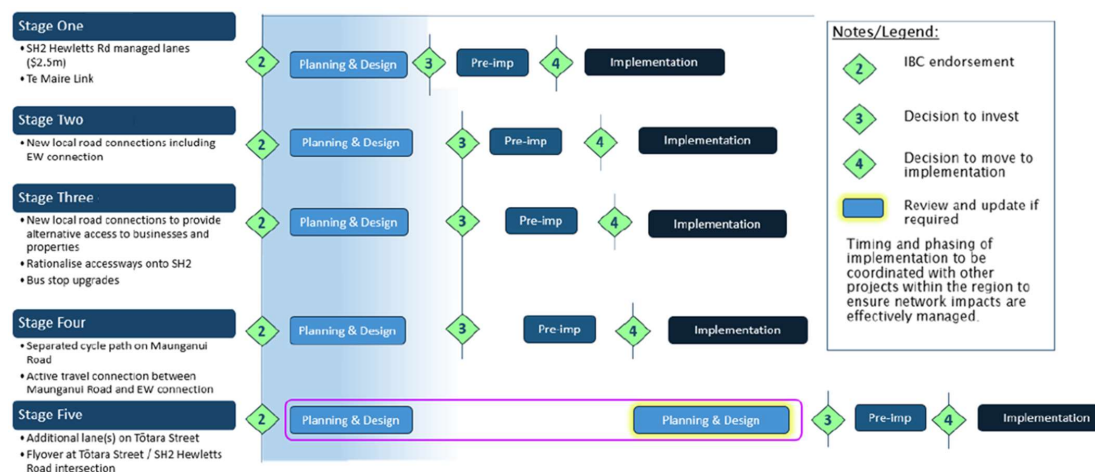 Stage One
• SH2 Hewletts Rd managed lanes
($2.5m)
• Te Maire Link
2
Planning & Design
3
Pre-imp
4
Implementation
Stage Two
• New local road connections including
EW connection
2
Planning & Design
3
Pre-imp
4
Implementation
Stage Three
• New local road connections to provide
alternative access to businesses and
properties
• Rationalise accessways onto SH2
• Bus stop upgrades
2
Planning & Design
3
Pre-imp
4
Implementation
Stage Four
• Separated cycle path on Maunganui
Road
• Active travel connection between
Maunganui Road and EW connection
2
Planning & Design
3
Pre-imp
4
Implementation
Stage Five
• Additional lane(s) on Tōtara Street
• Flyover at Tōtara Street / SH2 Hewletts
Road intersection
2
Planning & Design
Planning & Design
3
Pre-imp
4
Implementation
Notes/Legend:
2
IBC endorsement
3
Decision to invest
4
Decision to move to
implementation
Review and update if
required
Timing and phasing of
implementation to be
coordinated with other
projects within the region to
ensure network impacts are
effectively managed.